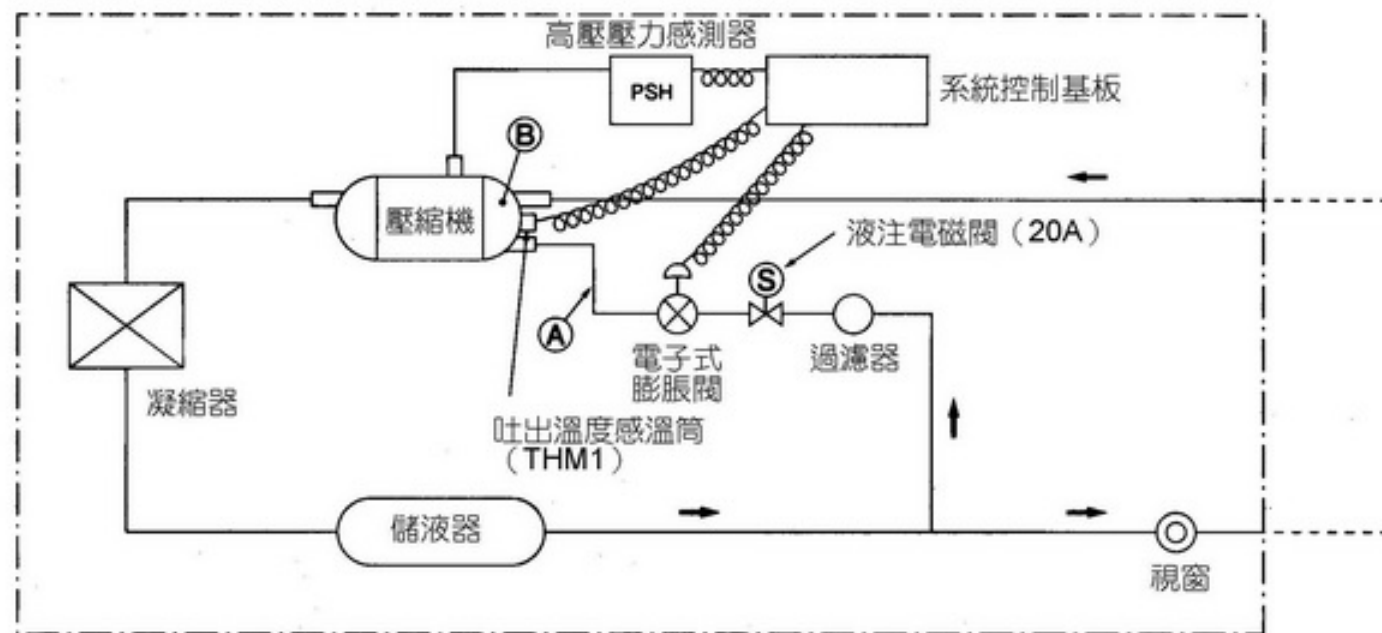 高壓壓力感測器
PSH
系統控制基板
B
壓縮機
液注電磁閥（20A）
S
A
電子式
膨脹閥
過濾器
凝縮器
吐出溫度感溫筒
（THM1）
儲液器
視窗